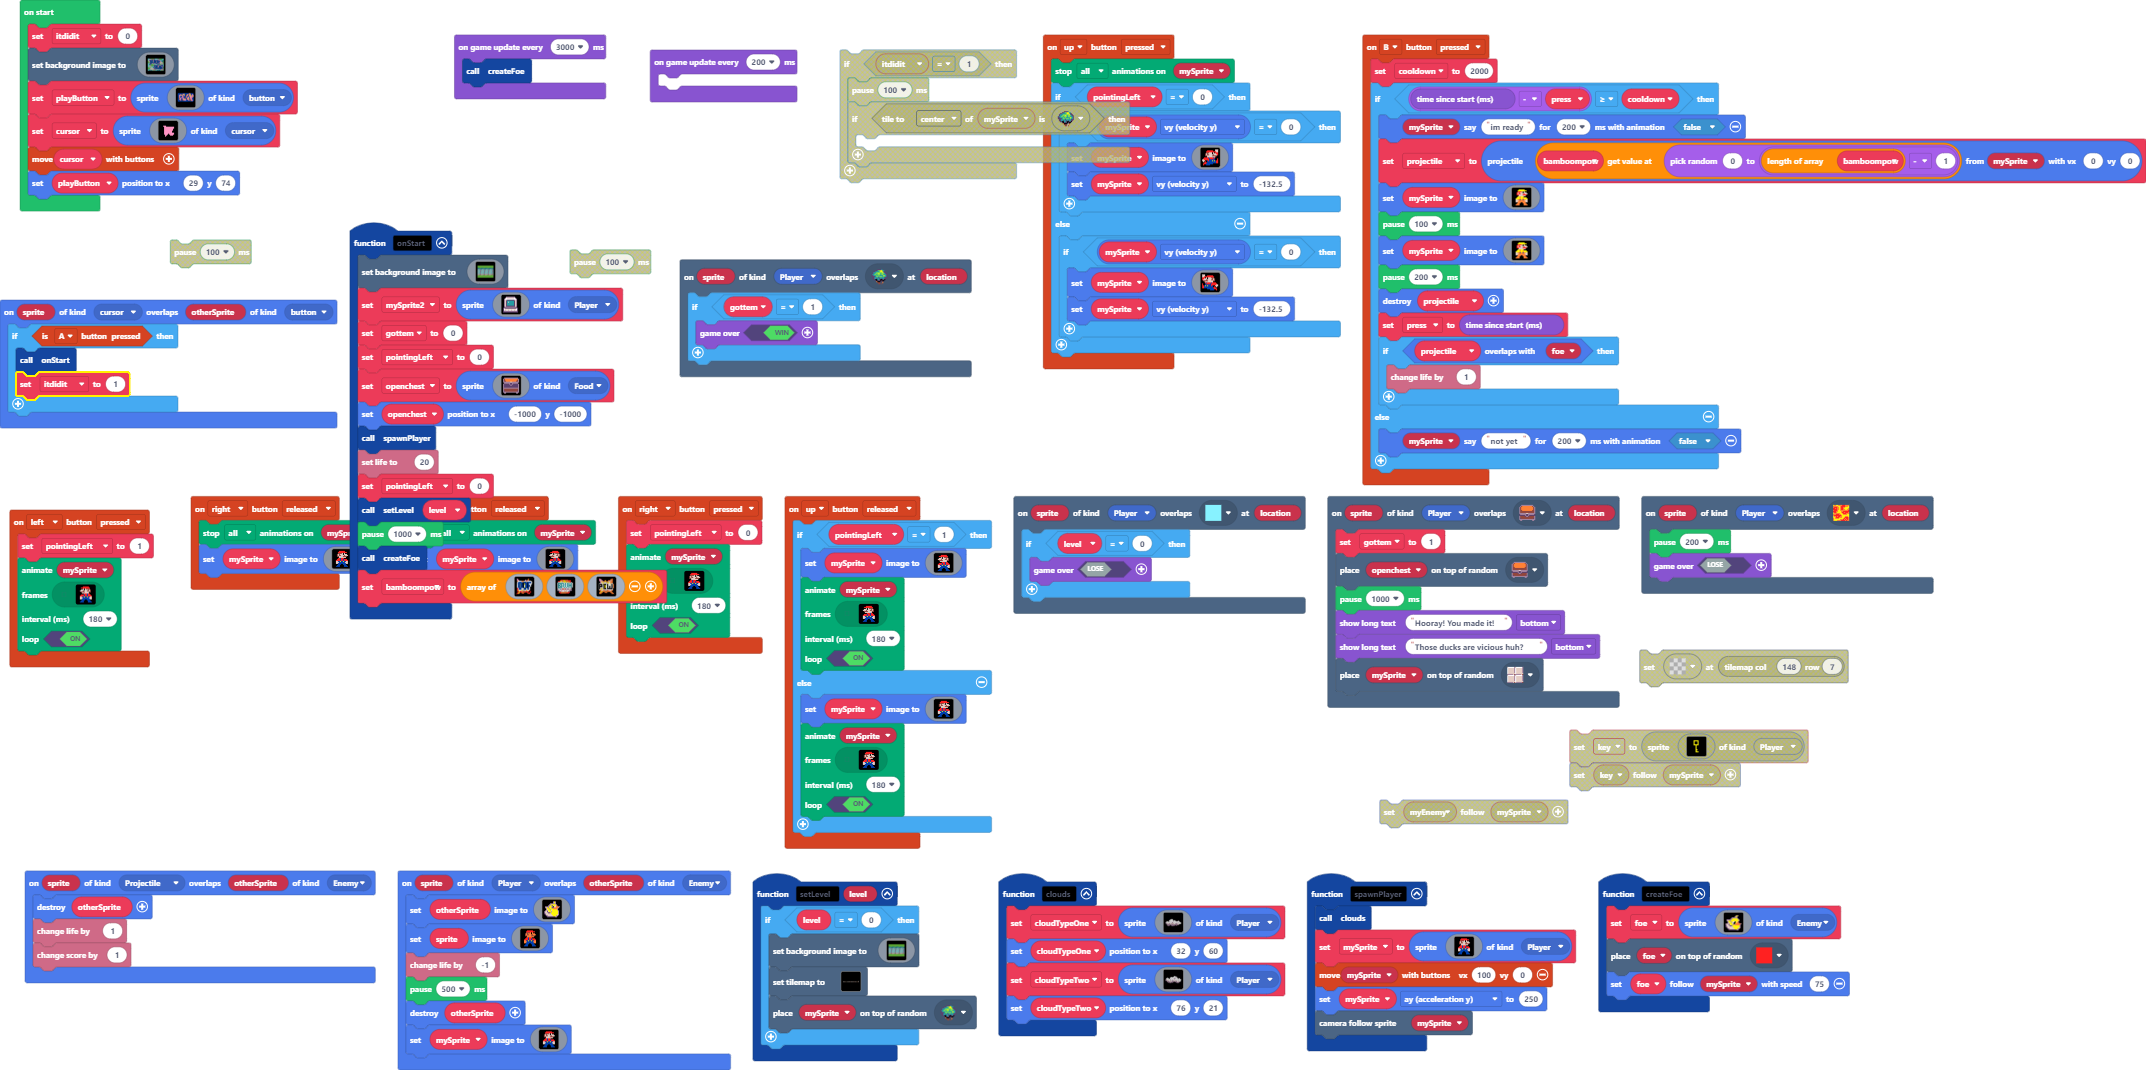 on start
set itdidit to 0
set background image to
set playButton to sprite of kind button
set cursor to sprite of kind cursor
move cursor with buttons
set playButton position to x 29 y 74
on game update every 3000 ms
call createFoe
on game update every 200 ms
if itdidit = 1 then
pause 100 ms
if tile to center of mySprite is then
on up button pressed
stop all animations on mySprite
if pointingLeft = 0 then
mySprite vy (velocity y) = 0 then
set mySprite image to
set mySprite vy (velocity y) to -132.5
else
if mySprite vy (velocity y) = 0 then
set mySprite image to
set mySprite vy (velocity y) to -132.5
on B button pressed
set cooldown to 2000
if time since start (ms) - press ≥ cooldown then
mySprite say "im ready" for 200 ms with animation false
set projectile to projectile bamboompow get value at pick random 0 to length of array bamboompow - 1 from mySprite with vx 0 vy 0
set mySprite image to
pause 100 ms
set mySprite image to
pause 200 ms
destroy projectile
set press to time since start (ms)
if projectile overlaps with foe then
change life by 1
else
mySprite say "not yet" for 200 ms with animation false
pause 100 ms
function onStart
set background image to
set mySprite2 to sprite of kind Player
set gottem to 0
set pointingLeft to 0
set openchest to sprite of kind Food
set openchest position to x -1000 y -1000
call spawnPlayer
set life to 20
set pointingLeft to 0
call setLevel level
pause 1000 ms
call createFoe
set bamboompow to array of
pause 100 ms
on sprite of kind Player overlaps at location
if gottem = 1 then
game over WIN
on sprite of kind cursor overlaps otherSprite of kind button
if is A button pressed then
call onStart
set itdidit to 1
on left button pressed
set pointingLeft to 1
animate mySprite
frames
interval (ms) 180
loop ON
on right button released
stop all animations on mySp
set mySprite image to
tton released
all animations on mySprite
mySprite image to
on right button pressed
set pointingLeft to 0
animate mySprite
interval (ms) 180
loop ON
on up button released
if pointingLeft = 1 then
set mySprite image to
animate mySprite
frames
interval (ms) 180
loop ON
else
set mySprite image to
animate mySprite
frames
interval (ms) 180
loop ON
on sprite of kind Player overlaps at location
if level = 0 then
game over LOSE
on sprite of kind Player overlaps at location
set gottem to 1
place openchest on top of random
pause 1000 ms
show long text "Hooray! You made it!" bottom
show long text "Those ducks are vicious huh?" bottom
place mySprite on top of random
on sprite of kind Player overlaps at location
pause 200 ms
game over LOSE
set at tilemap col 148 row 7
set key to sprite of kind Player
set key follow mySprite
set myEnemy follow mySprite
on sprite of kind Projectile overlaps otherSprite of kind Enemy
destroy otherSprite
change life by 1
change score by 1
on sprite of kind Player overlaps otherSprite of kind Enemy
set otherSprite image to
set sprite image to
change life by -1
pause 500 ms
destroy otherSprite
set mySprite image to
function setLevel level
if level = 0 then
set background image to
set tilemap to
place mySprite on top of random
function clouds
set cloudTypeOne to sprite of kind Player
set cloudTypeOne position to x 32 y 60
set cloudTypeTwo to sprite of kind Player
set cloudTypeTwo position to x 76 y 21
function spawnPlayer
call clouds
set mySprite to sprite of kind Player
move mySprite with buttons vx 100 vy 0
set mySprite ay (acceleration y) to 250
camera follow sprite mySprite
function createFoe
set foe to sprite of kind Enemy
place foe on top of random
set foe follow mySprite with speed 75